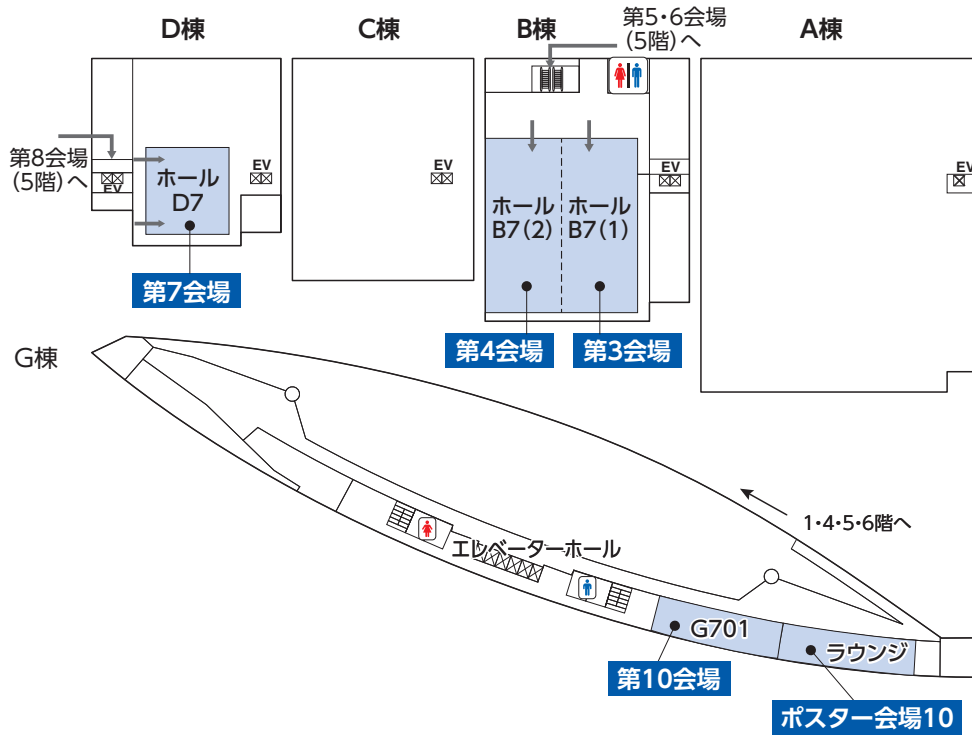 D棟
C棟
B棟
A棟
第5・6会場
(5階)へ
第8会場
(5階)へ
EV
ホール
D7
EV
EV
ホール
B7(2)
ホール
B7(1)
EV
EV
第7会場
第4会場
第3会場
G棟
1・4・5・6階へ
エレベーターホール
G701
ラウンジ
第10会場
ポスター会場10